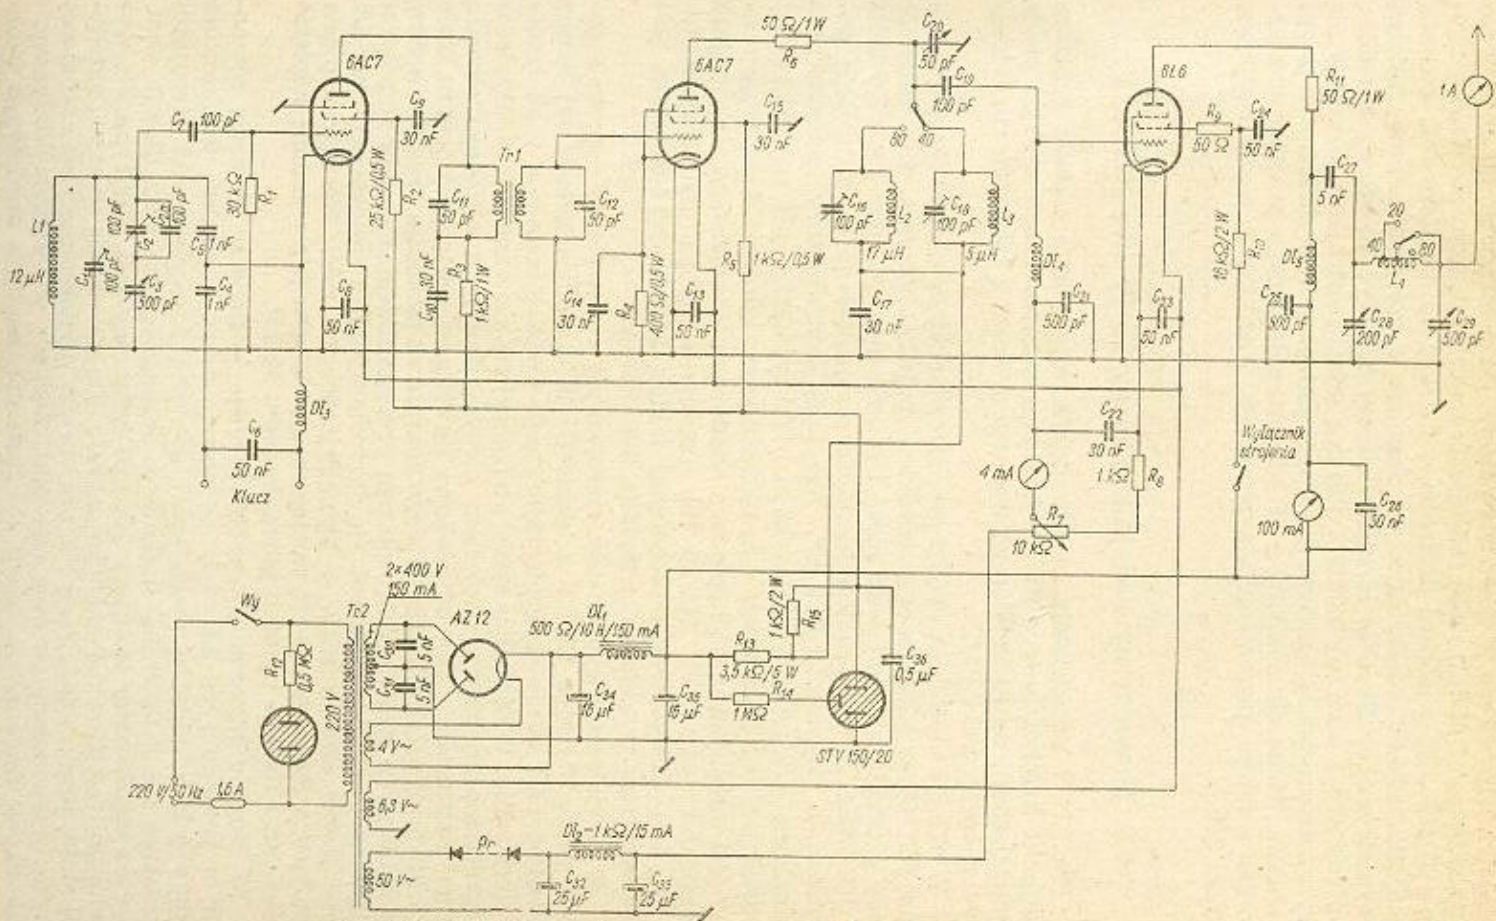 50 Ω/1W
R₆
C₂₀
50 pF
6AC7
6AC7
6L6
R₁₁
50 Ω/1W
1 A
C₇ 100 pF
C₉
30 nF
C₁₅
30 nF
C₁₉
100 pF
80
40
R₉
50 Ω
C₂₄
50 nF
30 kΩ
R₁
25 kΩ/0,5 W
R₂
Tr1
C₁₁
50 pF
C₁₂
50 pF
C₁₆
100 pF
L₂
17 μH
C₁₈
100 pF
L₃
5 μH
C₂₇
5 nF
20
40
80
L1
12 μH
100 pF
C₂
100 pF
C₃
500 pF
C₅
1 nF
C₄
1 nF
C₈
50 nF
30 nF
C₁₀
R₃
1 kΩ/1W
C₁₄
30 nF
R₄
400 Ω/0,5 W
C₁₃
50 nF
R₅
1 kΩ/0,5 W
C₁₇
30 nF
Dł₄
C₂₁
500 pF
C₂₃
50 nF
R₁₀
Dł₅
C₂₅
500 pF
L₄
C₂₈
200 pF
C₂₉
500 pF
Dł₃
C₆
50 nF
Klucz
C₂₂
30 nF
4 mA
1 kΩ
R₈
R₇
10 kΩ
Wyłącznik
strojenia
100 mA
C₂₆
30 nF
Wy
Tr2
2×400 V
150 mA
AZ 12
Dł₁
500 Ω/10 H/150 mA
R₁₂
0,5 MΩ
220 V
C₃₀
5 nF
C₃₁
5 nF
1 kΩ/2 W
R₁₅
R₁₃
3,5 kΩ/5 W
R₁₄
1 MΩ
C₃₆
0,5 μF
C₃₄
16 μF
C₃₅
16 μF
STV 150/20
4 V~
220 V/50 Hz
1,6 A
6,3 V~
Pr
Dł₂–1 kΩ/15 mA
50 V~
C₃₂
25 μF
C₃₃
25 μF